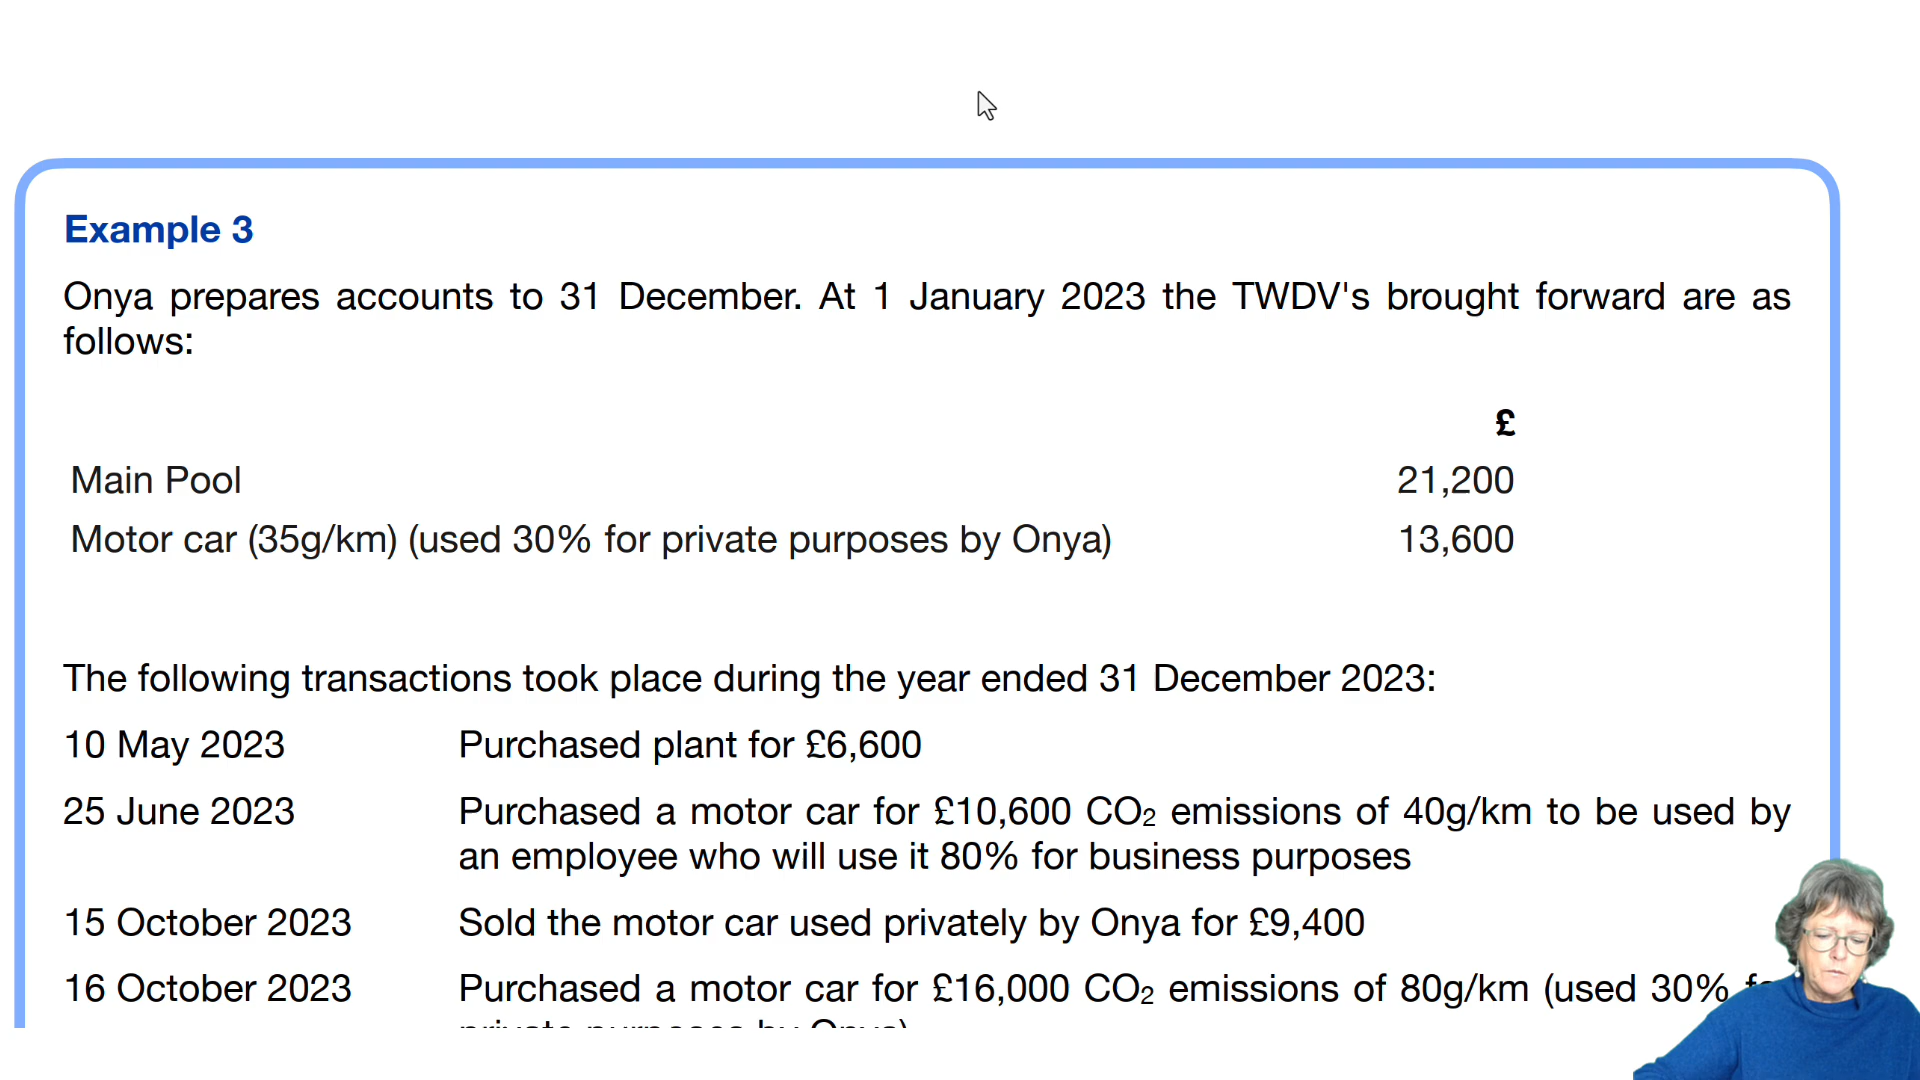 Example 3
Onya prepares accounts to 31 December. At 1 January 2023 the TWDV's brought forward are as
follows:
£
Main Pool 21,200
Motor car (35g/km) (used 30% for private purposes by Onya) 13,600
The following transactions took place during the year ended 31 December 2023:
10 May 2023 Purchased plant for £6,600
25 June 2023 Purchased a motor car for £10,600 CO₂ emissions of 40g/km to be used by
an employee who will use it 80% for business purposes
15 October 2023 Sold the motor car used privately by Onya for £9,400
16 October 2023 Purchased a motor car for £16,000 CO₂ emissions of 80g/km (used 30%
private purposes by Onya)